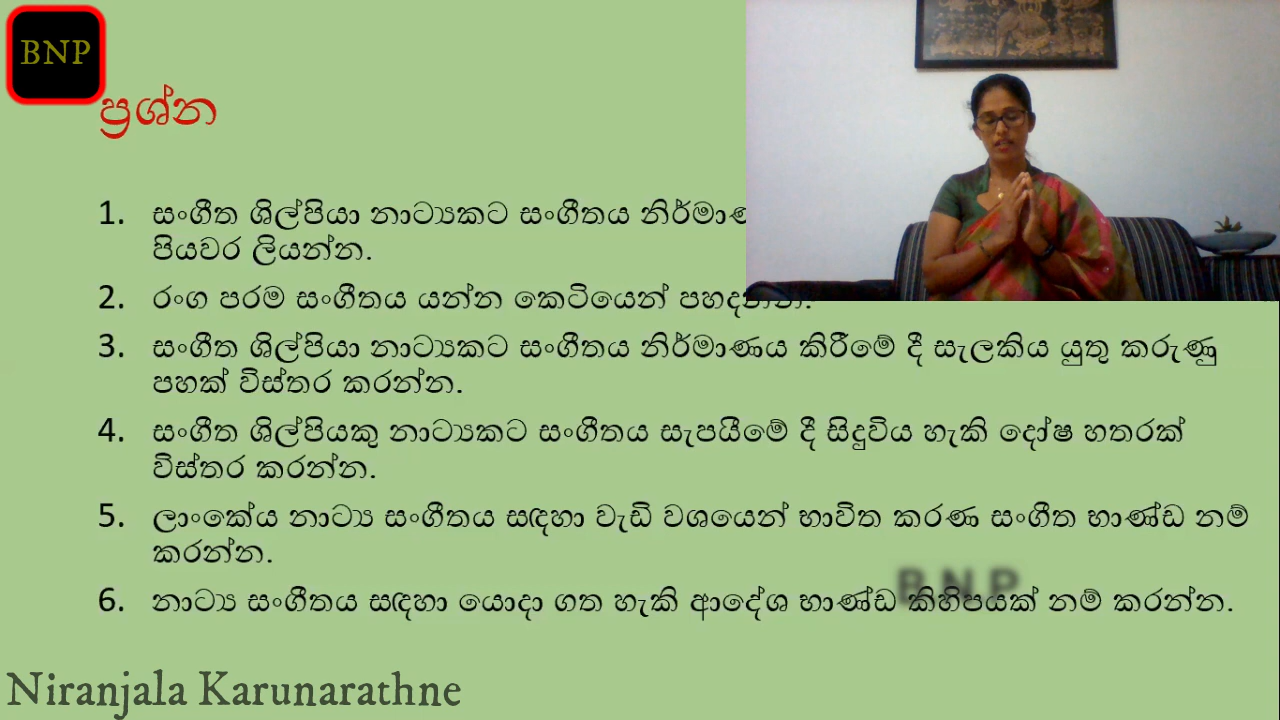 BNP
ප්‍රශ්න
1. සංගීත ශිල්පියා නාට්‍යකට සංගීතය
පියවර ලියන්න.
2. රංග පරම සංගීතය යන්න කෙටියෙන්
3. සංගීත ශිල්පියා නාට්‍යකට සංගීතය නිර්මාණය කිරීමේ දී සැලකිය යුතු කරුණු
පහක් විස්තර කරන්න.
4. සංගීත ශිල්පියකු නාට්‍යකට සංගීතය සැපයීමේ දී සිදුවිය හැකි දෝෂ හතරක්
විස්තර කරන්න.
5. ලාංකේය නාට්‍ය සංගීතය සඳහා වැඩි වශයෙන් භාවිත කරණ සංගීත භාණ්ඩ නම්
කරන්න.
BNP
6. නාට්‍ය සංගීතය සඳහා යොදා ගත හැකි ආදේශ භාණ්ඩ කිහිපයක් නම් කරන්න.
Niranjala Karunarathne